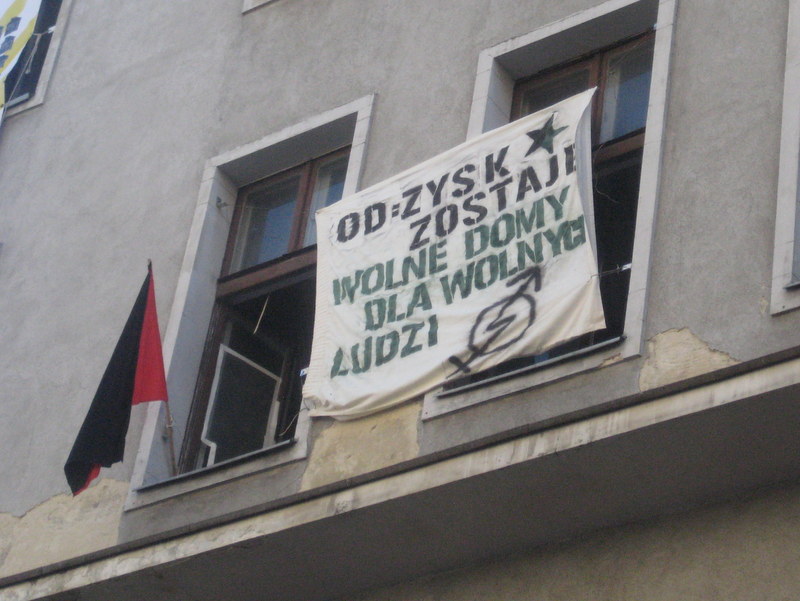 OD:ZYSK
ZOSTAJE
WOLNE DOMY
DLA WOLNYCH
LUDZI